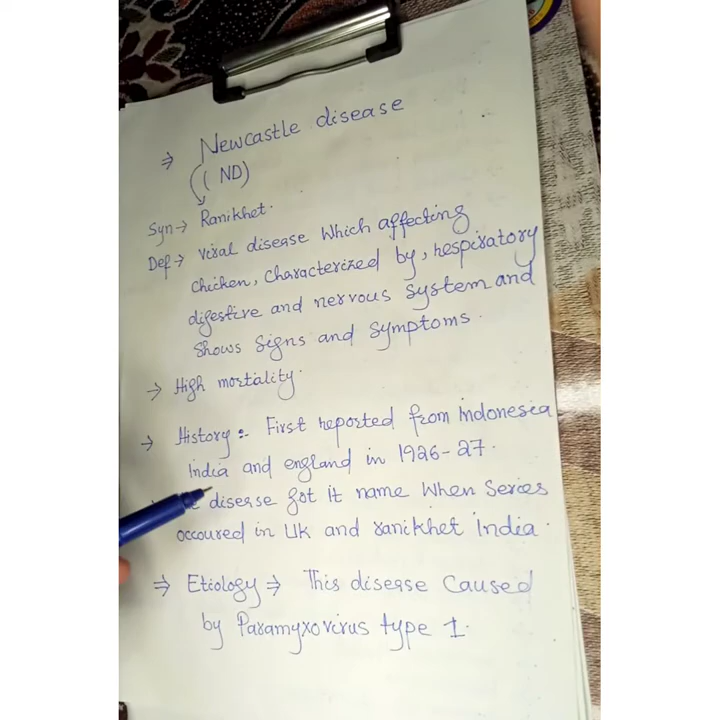 ⇒ Newcastle disease
(ND)
Syn → Ranikhet.
Def → viral disease Which affecting
chicken, characterized by, respiratory
digestive and nervous system and
shows signs and symptoms.
→ High mortality.
→ History :- First reported from Indonesia
India and england in 1926-27.
disease got it name When Series
occoured in UK and ranikhet India.
⇒ Etiology ⇒ This disease Caused
by Paramyxovirus type 1.